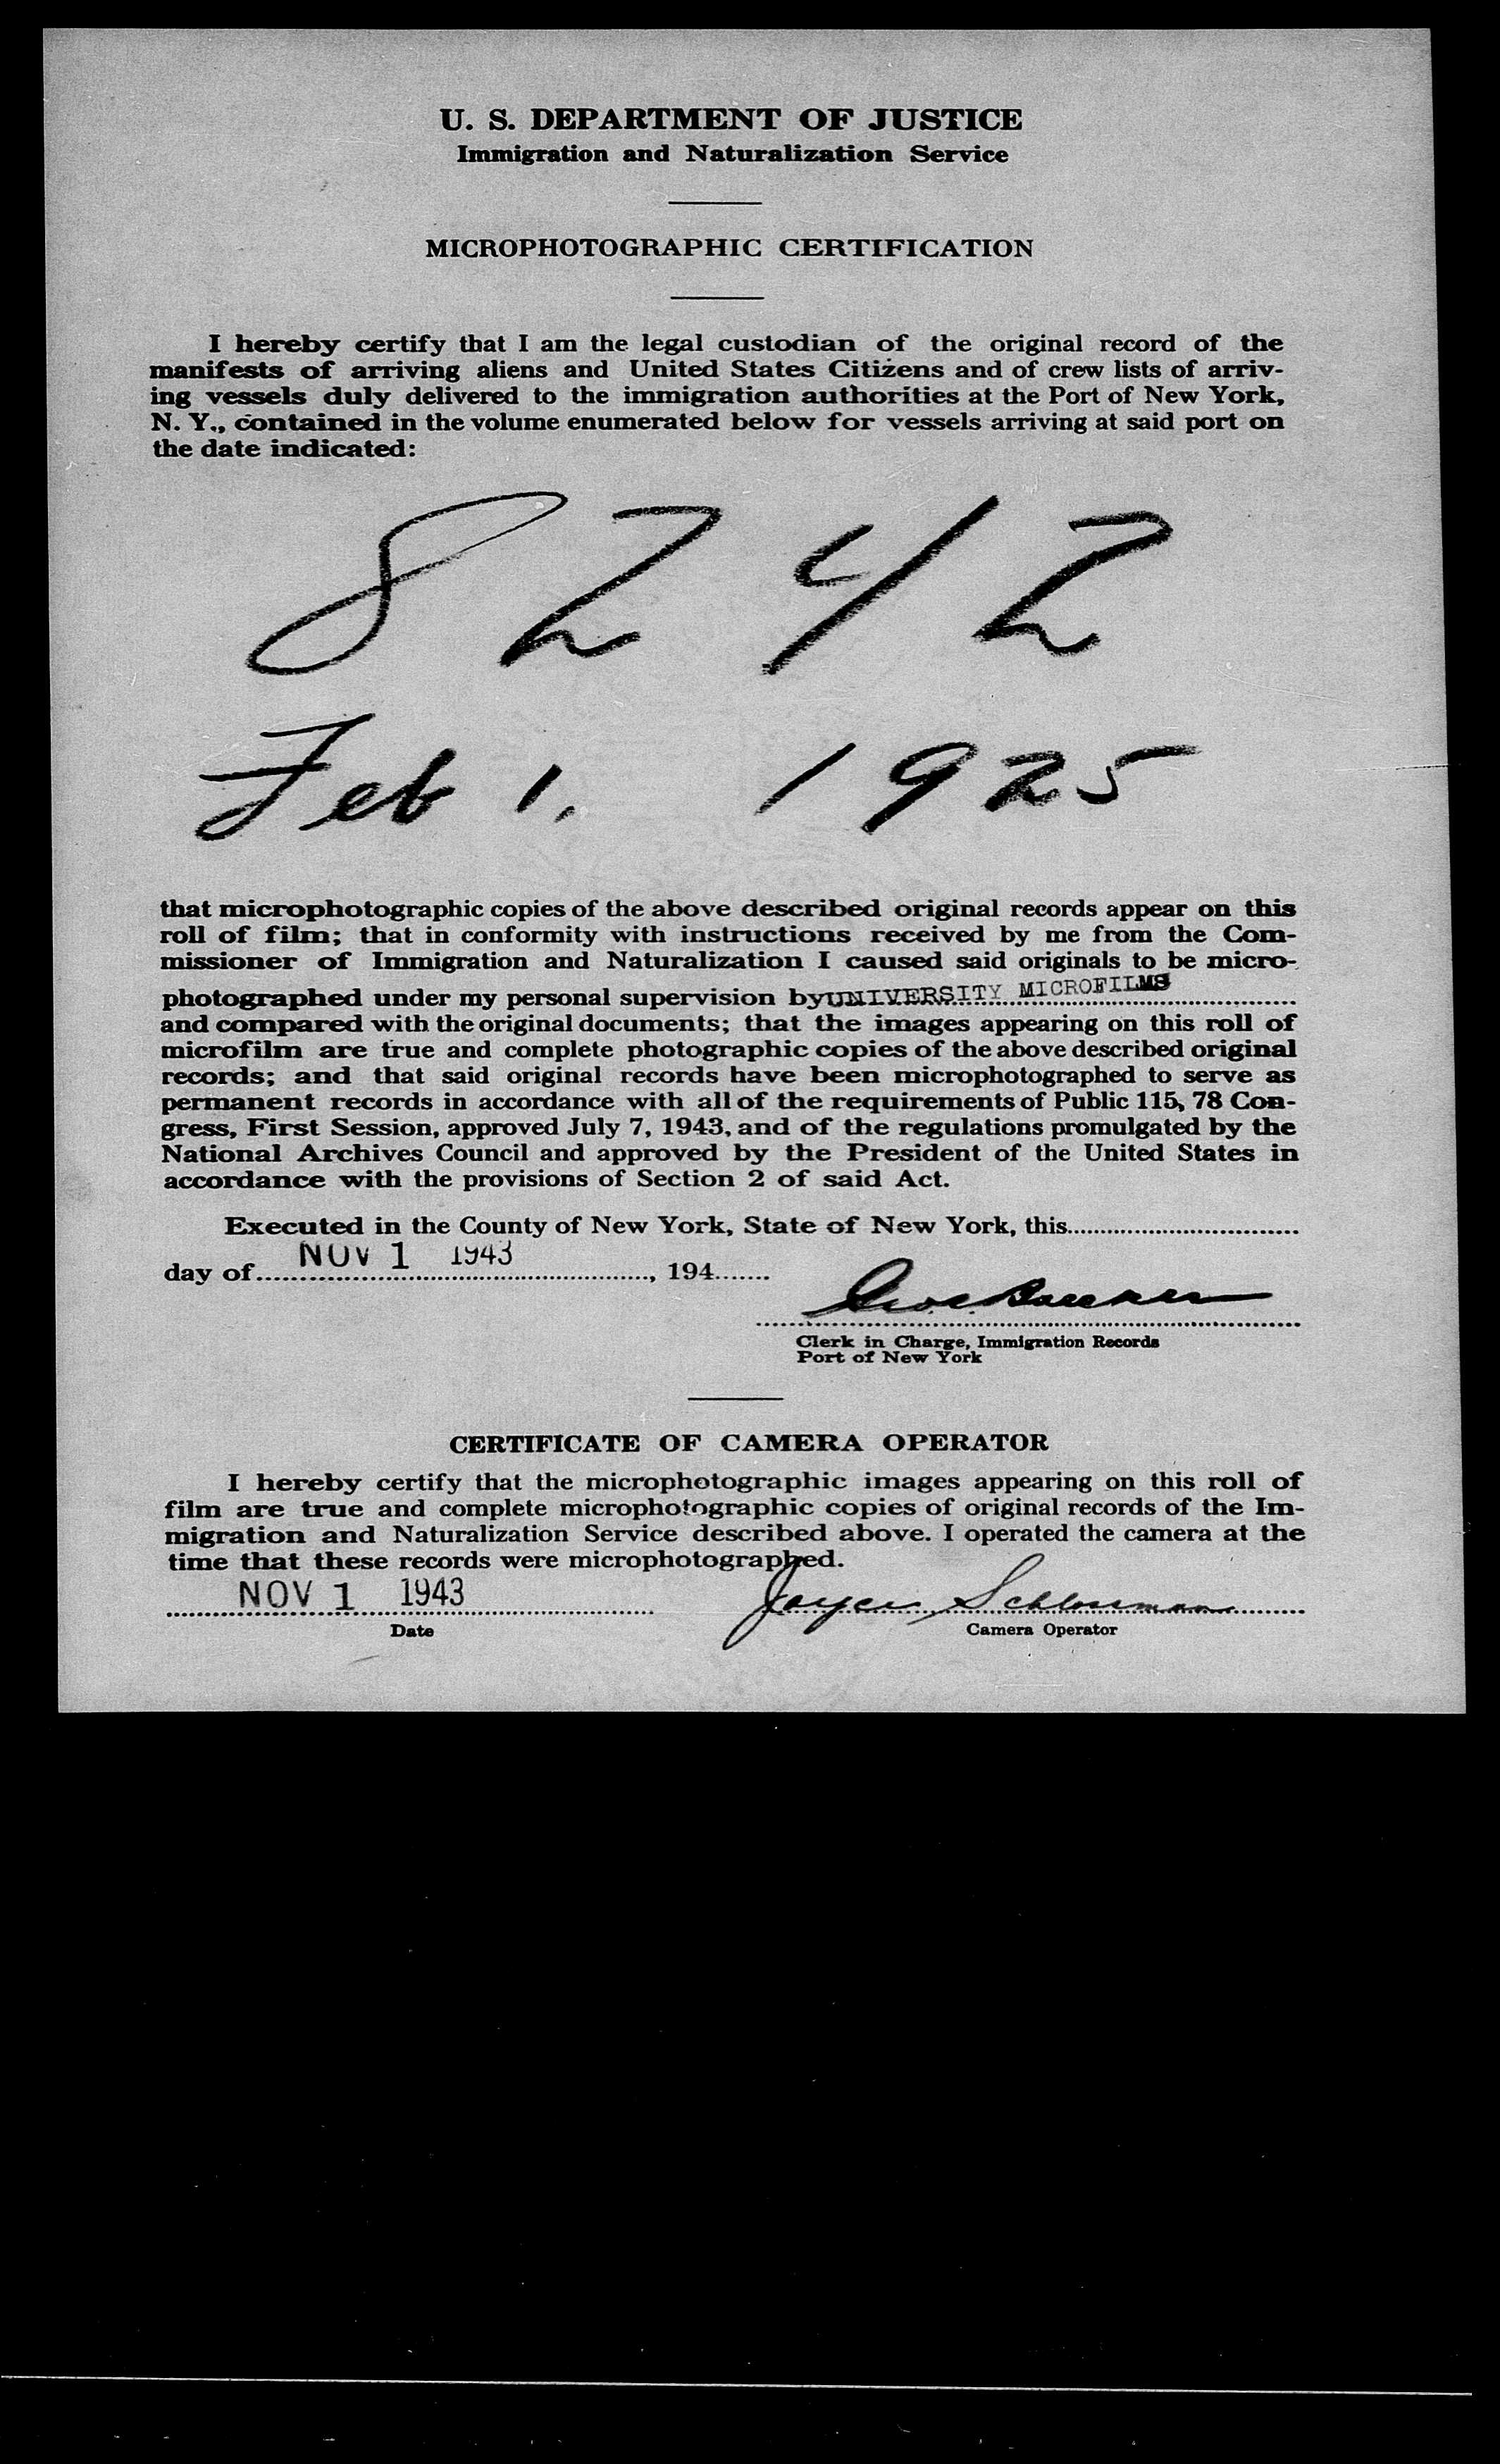 U. S. DEPARTMENT OF JUSTICE
Immigration and Naturalization Service
MICROPHOTOGRAPHIC CERTIFICATION
I hereby certify that I am the legal custodian of the original record of the
manifests of arriving aliens and United States Citizens and of crew lists of arriv-
ing vessels duly delivered to the immigration authorities at the Port of New York,
N. Y., contained in the volume enumerated below for vessels arriving at said port on
the date indicated:
8242
Feb 1, 1925
that microphotographic copies of the above described original records appear on this
roll of film; that in conformity with instructions received by me from the Com-
missioner of Immigration and Naturalization I caused said originals to be micro-
photographed under my personal supervision by UNIVERSITY MICROFILMS
and compared with the original documents; that the images appearing on this roll of
microfilm are true and complete photographic copies of the above described original
records; and that said original records have been microphotographed to serve as
permanent records in accordance with all of the requirements of Public 115, 78 Con-
gress, First Session, approved July 7, 1943, and of the regulations promulgated by the
National Archives Council and approved by the President of the United States in
accordance with the provisions of Section 2 of said Act.
Executed in the County of New York, State of New York, this
day of NOV 1 1943, 194
Clerk in Charge, Immigration Records
Port of New York
CERTIFICATE OF CAMERA OPERATOR
I hereby certify that the microphotographic images appearing on this roll of
film are true and complete microphotographic copies of original records of the Im-
migration and Naturalization Service described above. I operated the camera at the
time that these records were microphotographed.
NOV 1 1943
Date
Camera Operator